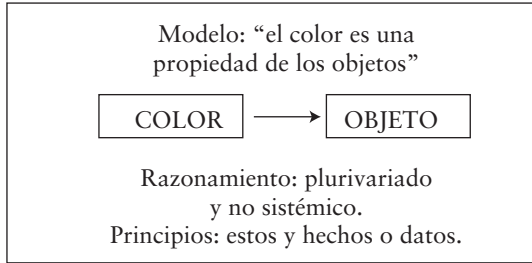 Modelo: “el color es una
propiedad de los objetos”
COLOR OBJETO
Razonamiento: plurivariado
y no sistémico.
Principios: estos y hechos o datos.